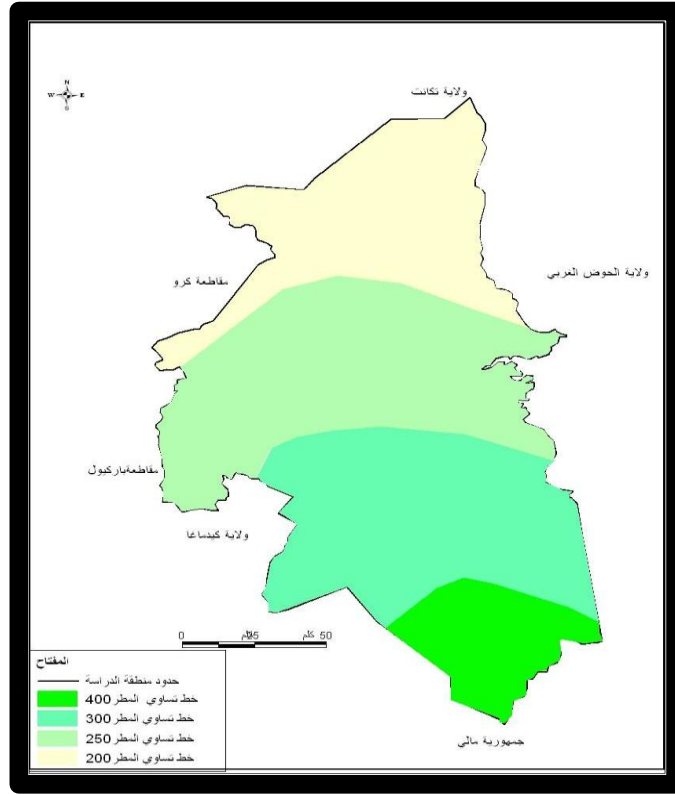 N
W E
S
ولاية تكانت
ولاية الحوض الغربي
مقاطعة كرو
مقاطعةباركيول
ولاية كيدماغا
0 25 كلم 50
جمهورية مالي
المفتاح
حدود منطقة الدراسة
خط تساوي المطر 400
خط تساوي المطر 300
خط تساوي المطر 250
خط تساوي المطر 200